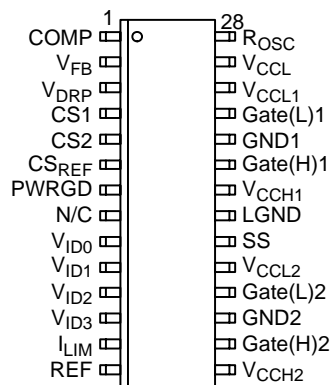 1 28
COMP R_OSC
V_FB V_CCL
V_DRP V_CCL1
CS1 Gate(L)1
CS2 GND1
CS_REF Gate(H)1
PWRGD V_CCH1
N/C LGND
V_ID0 SS
V_ID1 V_CCL2
V_ID2 Gate(L)2
V_ID3 GND2
I_LIM Gate(H)2
REF V_CCH2